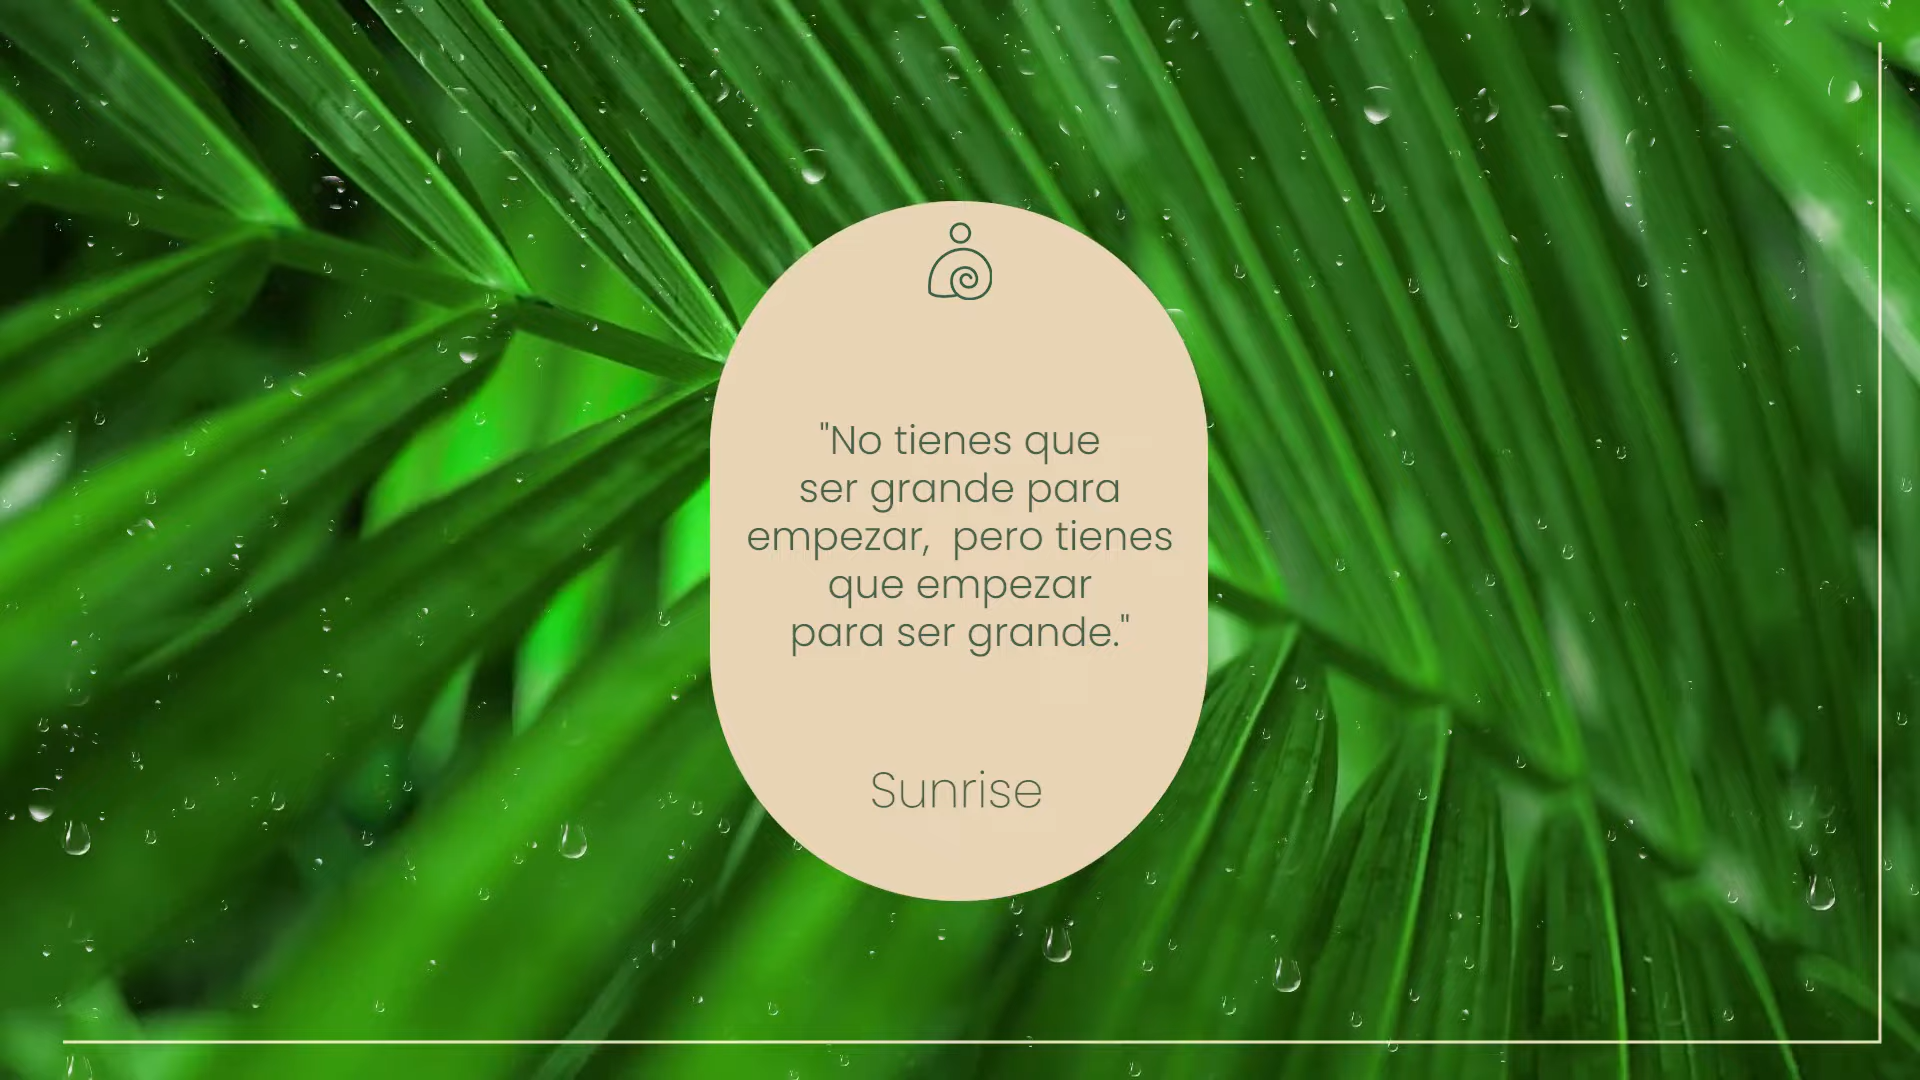 "No tienes que
ser grande para
empezar,  pero tienes
que empezar
para ser grande."
Sunrise